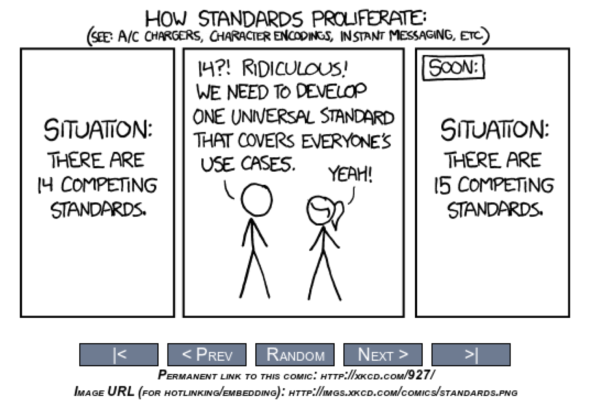 HOW STANDARDS PROLIFERATE:
(SEE: A/C CHARGERS, CHARACTER ENCODINGS, INSTANT MESSAGING, ETC.)
SITUATION:
THERE ARE
14 COMPETING
STANDARDS.
14?! RIDICULOUS!
WE NEED TO DEVELOP
ONE UNIVERSAL STANDARD
THAT COVERS EVERYONE'S
USE CASES.
YEAH!
SOON:
SITUATION:
THERE ARE
15 COMPETING
STANDARDS.
|< < PREV RANDOM NEXT > >|
PERMANENT LINK TO THIS COMIC: HTTP://XKCD.COM/927/
IMAGE URL (FOR HOTLINKING/EMBEDDING): HTTP://IMGS.XKCD.COM/COMICS/STANDARDS.PNG